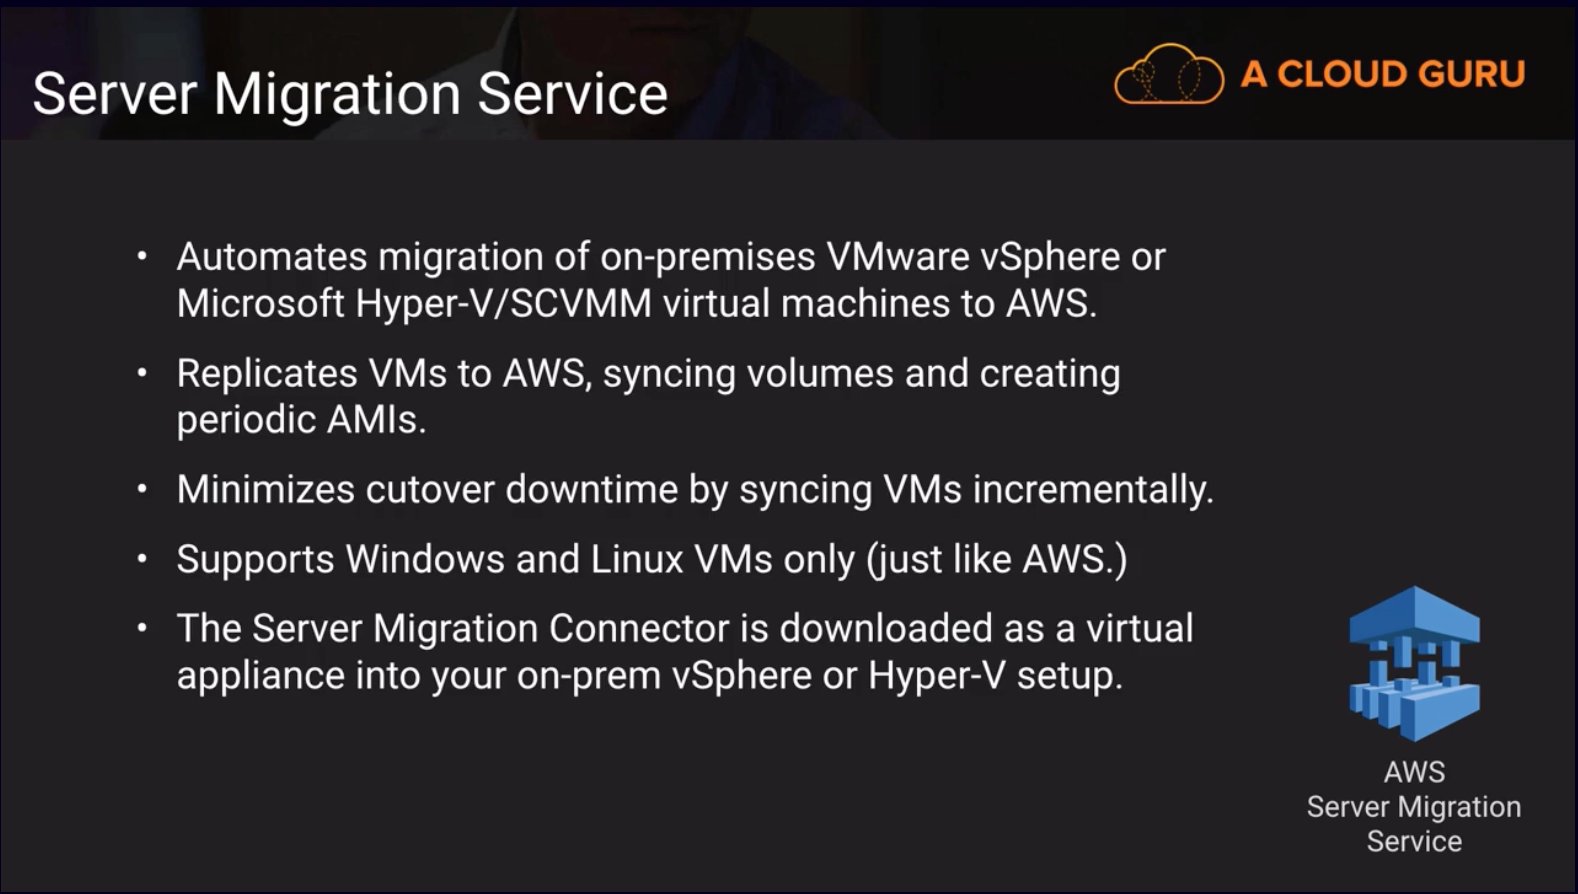 Server Migration Service
A CLOUD GURU
• Automates migration of on-premises VMware vSphere or
Microsoft Hyper-V/SCVMM virtual machines to AWS.
• Replicates VMs to AWS, syncing volumes and creating
periodic AMIs.
• Minimizes cutover downtime by syncing VMs incrementally.
• Supports Windows and Linux VMs only (just like AWS.)
• The Server Migration Connector is downloaded as a virtual
appliance into your on-prem vSphere or Hyper-V setup.
AWS
Server Migration
Service